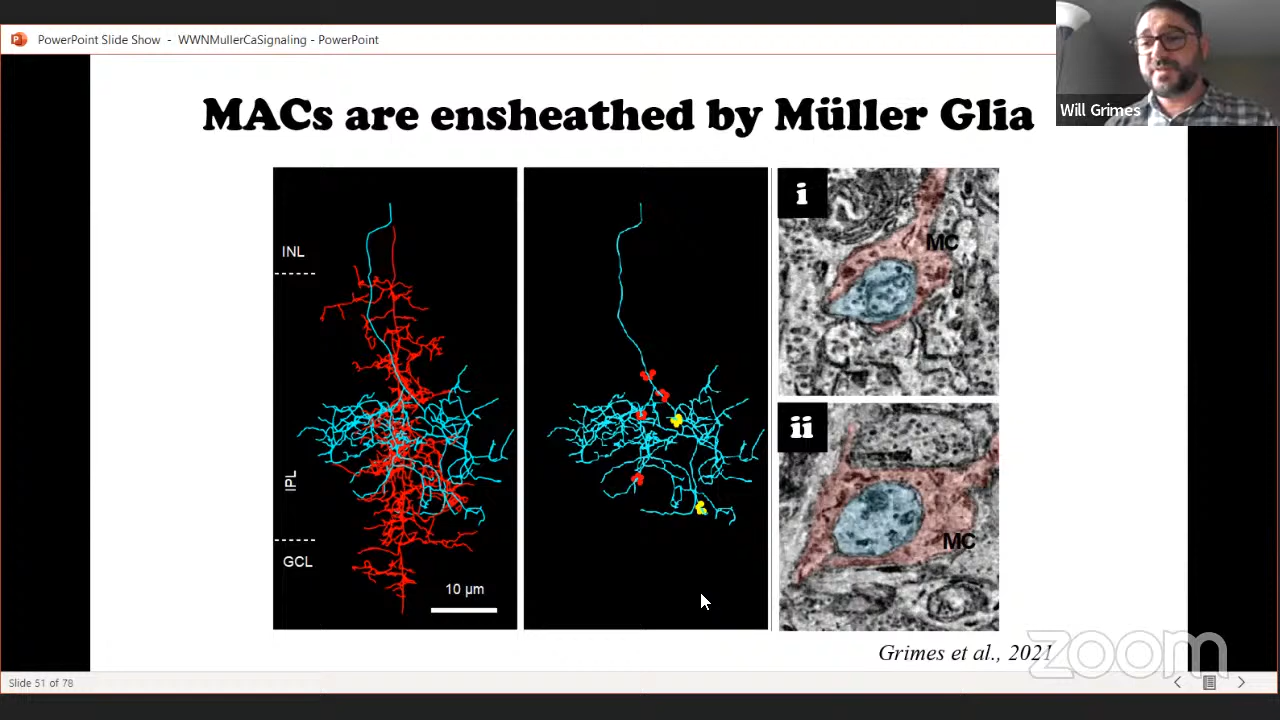 PowerPoint Slide Show - WWNMullerCaSignaling - PowerPoint
Will Grimes
MACs are ensheathed by Müller Glia
INL
IPL
GCL
10 µm
i
MC
ii
MC
Grimes et al., 2021
zoom
Slide 51 of 78